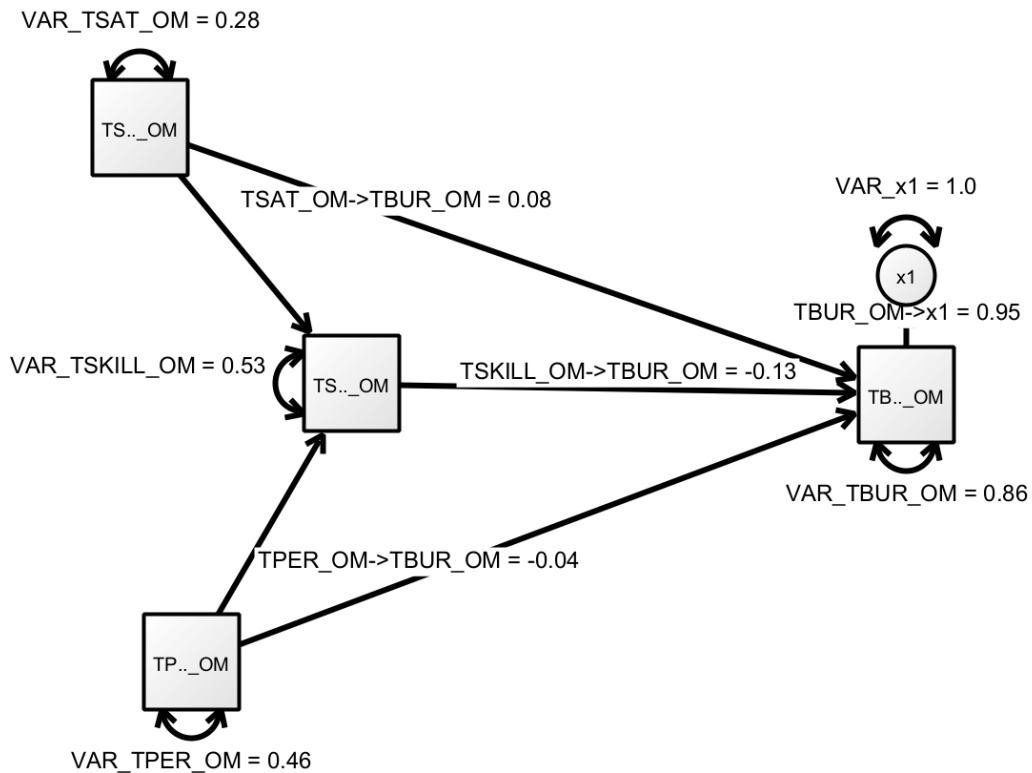 VAR_TSAT_OM = 0.28
TS.._OM
TSAT_OM->TBUR_OM = 0.08
VAR_x1 = 1.0
x1
TBUR_OM->x1 = 0.95
VAR_TSKILL_OM = 0.53
TS.._OM
TSKILL_OM->TBUR_OM = -0.13
TB.._OM
VAR_TBUR_OM = 0.86
TPER_OM->TBUR_OM = -0.04
TP.._OM
VAR_TPER_OM = 0.46